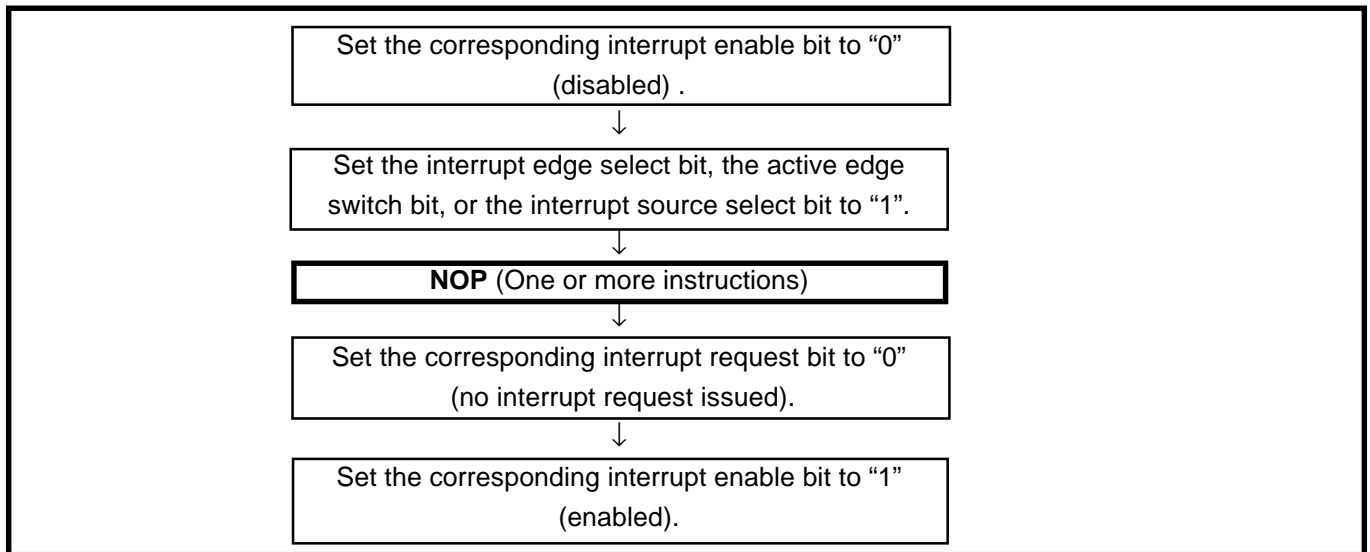 Set the corresponding interrupt enable bit to “0”
(disabled) .
↓
Set the interrupt edge select bit, the active edge
switch bit, or the interrupt source select bit to “1”.
↓
NOP (One or more instructions)
↓
Set the corresponding interrupt request bit to “0”
(no interrupt request issued).
↓
Set the corresponding interrupt enable bit to “1”
(enabled).